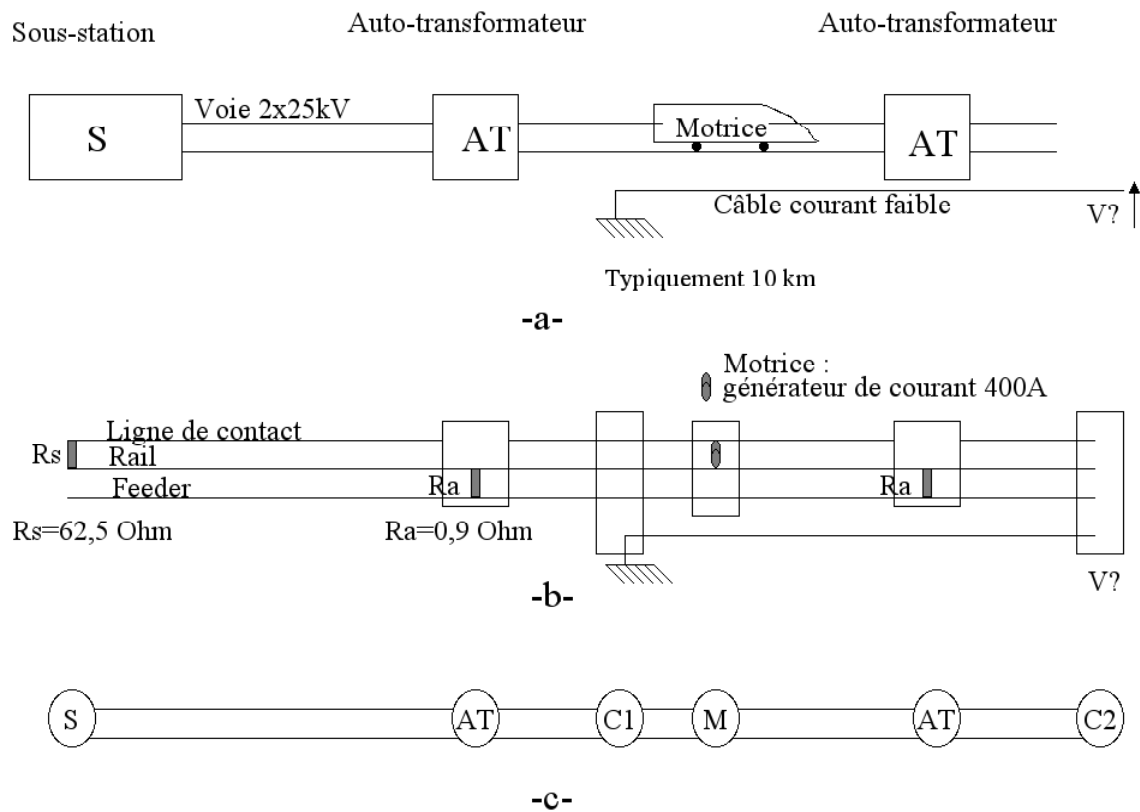 Sous-station
Auto-transformateur
Auto-transformateur
Voie 2x25kV
S
AT
Motrice
AT
Câble courant faible
V?
Typiquement 10 km
-a-
Motrice :
générateur de courant 400A
Ligne de contact
Rs
Rail
Feeder
Ra
Ra
Rs=62,5 Ohm
Ra=0,9 Ohm
V?
-b-
S
AT
C1
M
AT
C2
-c-